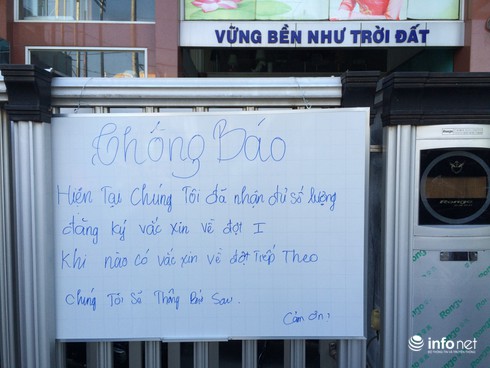 VỮNG BỀN NHƯ TRỜI ĐẤT
Thông Báo
Hiện Tại Chúng Tôi đã nhận đủ số lượng
đăng ký vắc xin về đợt I
Khi nào có vắc xin về đợt Tiếp Theo
Chúng Tôi Sẽ Thông Báo Sau.
Cảm ơn!
infonet